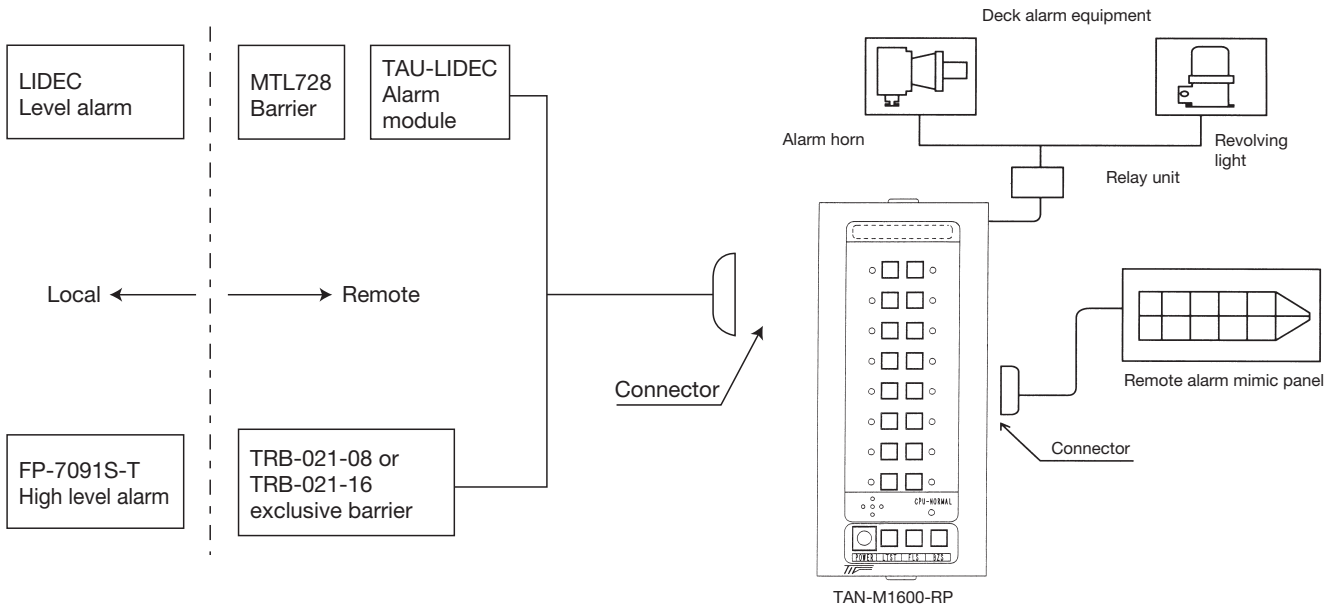 Deck alarm equipment
LIDEC
Level alarm
MTL728
Barrier
TAU-LIDEC
Alarm
module
Alarm horn
Revolving
light
Relay unit
Local
Remote
Connector
Remote alarm mimic panel
Connector
FP-7091S-T
High level alarm
TRB-021-08 or
TRB-021-16
exclusive barrier
CPU-NORMAL
POWER LTST FLS BZS
TAN-M1600-RP